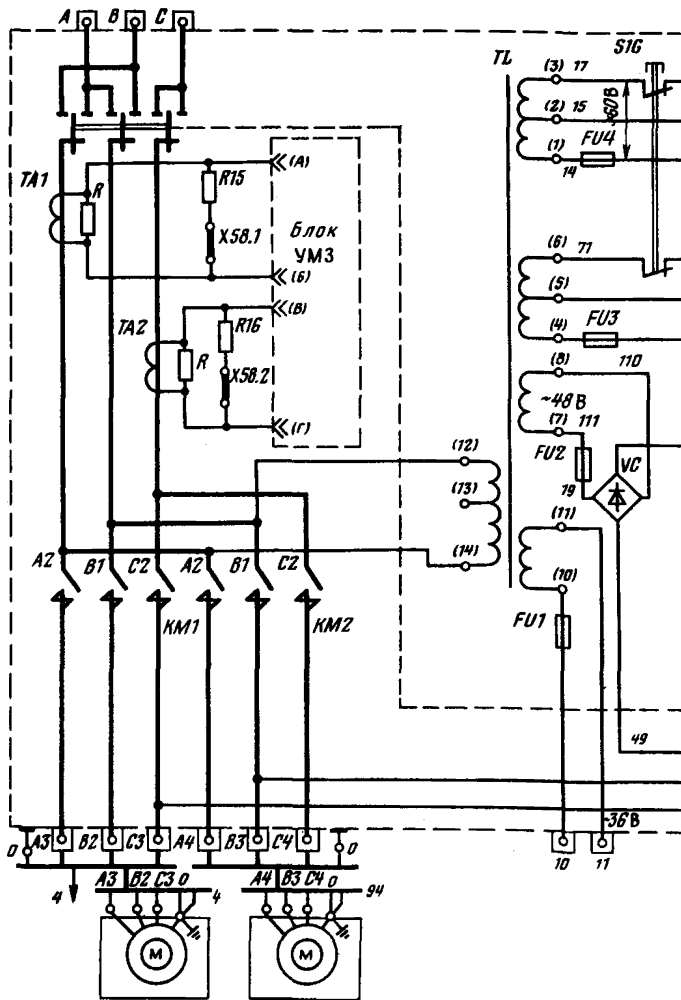 A B C
TL
S1б
(3) 17
(2) 15
~60В
(1) 14
FU4
TA1
R
R15
(А)
X58.1
Блок
УМЗ
(Б)
(6) 71
(5)
(4)
FU3
110
TA2
R
R16
(В)
X58.2
(Г)
(8)
~48В
(7) 111
FU2
19
VC
(12)
(13)
(14)
(11)
(10)
FU1
A2 B1 C2 A2 B1 C2
KM1 KM2
49
~36В
0 A3 B2 C3 A4 B3 C4 0
10 11
4
A3 B2 C3 0 4
A4 B3 C4 0 94
M M